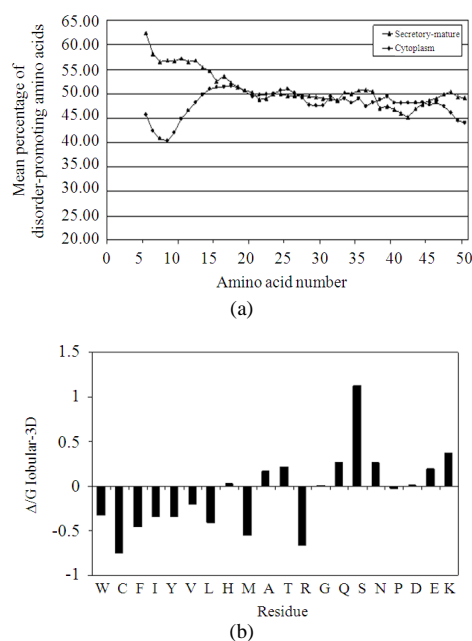 65.00
60.00
55.00
50.00
45.00
40.00
35.00
30.00
25.00
20.00
Mean percentage of
disorder-promoting amino acids
Secretory-mature
Cytoplasm
0 5 10 15 20 25 30 35 40 45 50
Amino acid number
(a)
1.5
1
0.5
0
-0.5
-1
Δ/G Iobular-3D
W C F I Y V L H M A T R G Q S N P D E K
Residue
(b)